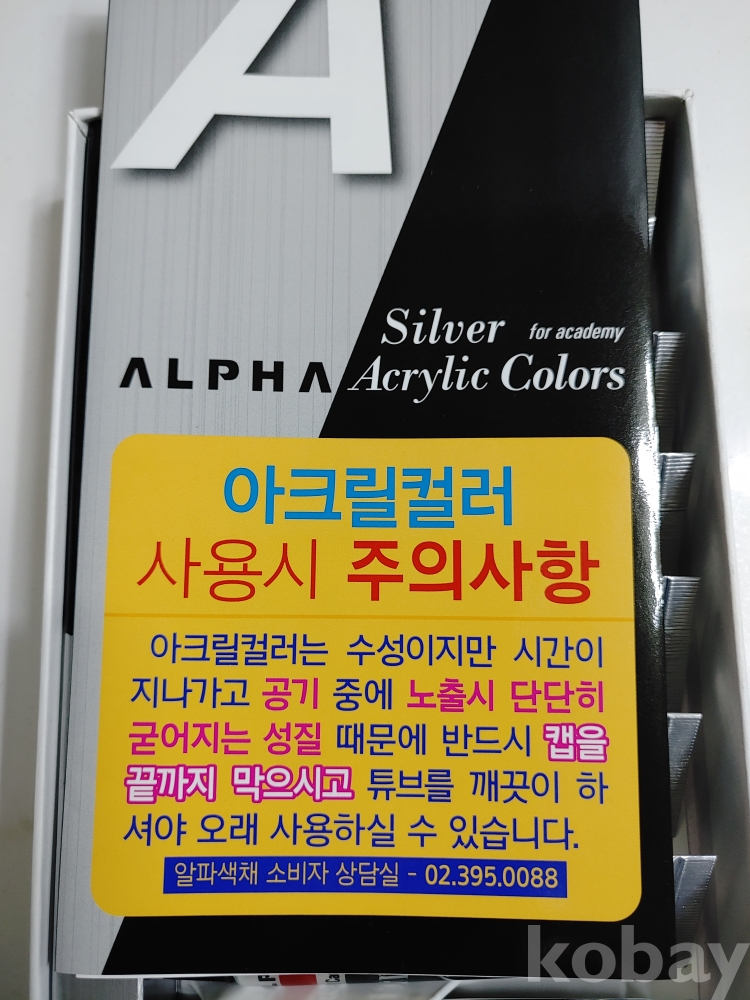 A
Silver for academy
ALPHA Acrylic Colors
아크릴컬러
사용시 주의사항
아크릴컬러는 수성이지만 시간이
지나가고 공기 중에 노출시 단단히
굳어지는 성질 때문에 반드시 캡을
끝까지 막으시고 튜브를 깨끗이 하
셔야 오래 사용하실 수 있습니다.
알파색채 소비자 상담실 - 02.395.0088
kobay